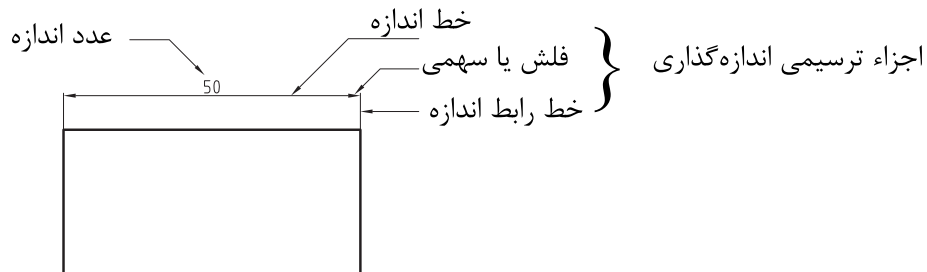 خط اندازه
عدد اندازه
اجزاء ترسیمی اندازه‌گذاری
فلش یا سهمی
50
خط رابط اندازه